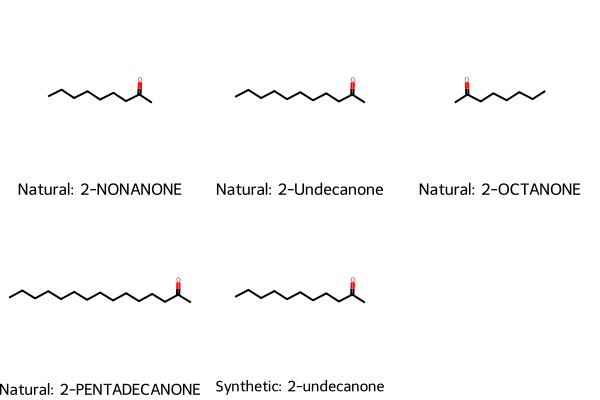 O
O
O
Natural: 2-NONANONE
Natural: 2-Undecanone
Natural: 2-OCTANONE
O
O
Natural: 2-PENTADECANONE
Synthetic: 2-undecanone